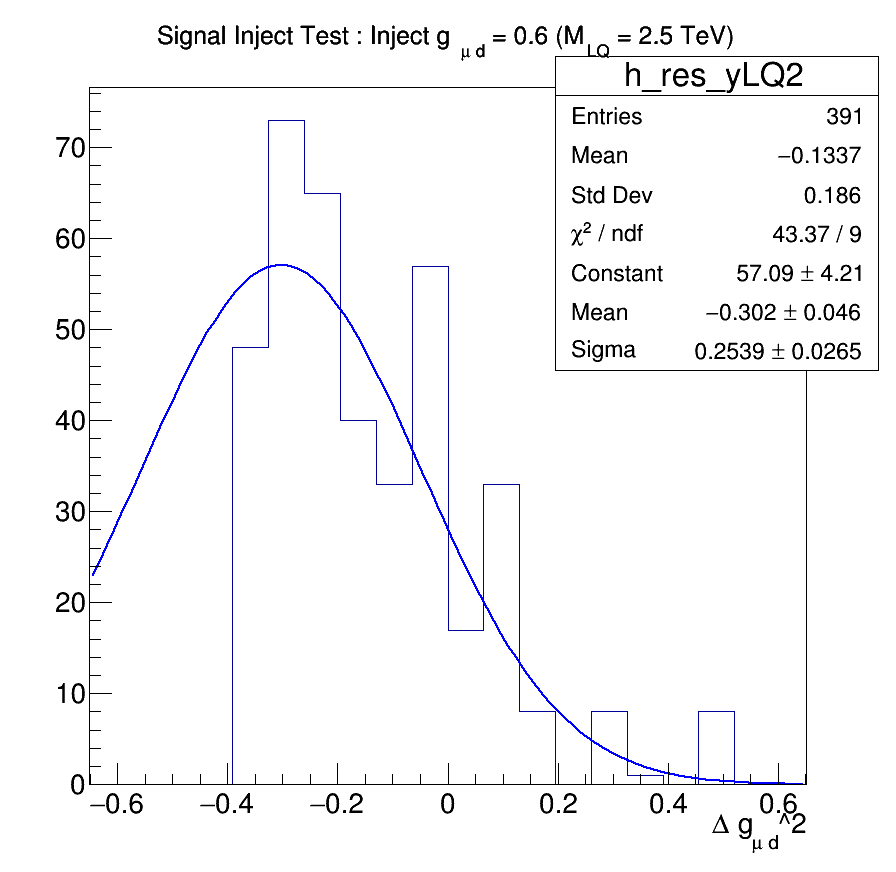 Signal Inject Test : Inject g μ d = 0.6 (M LQ = 2.5 TeV)
h_res_yLQ2
Entries 391
Mean −0.1337
Std Dev 0.186
χ² / ndf 43.37 / 9
Constant 57.09 ± 4.21
Mean −0.302 ± 0.046
Sigma 0.2539 ± 0.0265
70
60
50
40
30
20
10
0
−0.6 −0.4 −0.2 0 0.2 0.4 0.6
Δ g μ d ^2